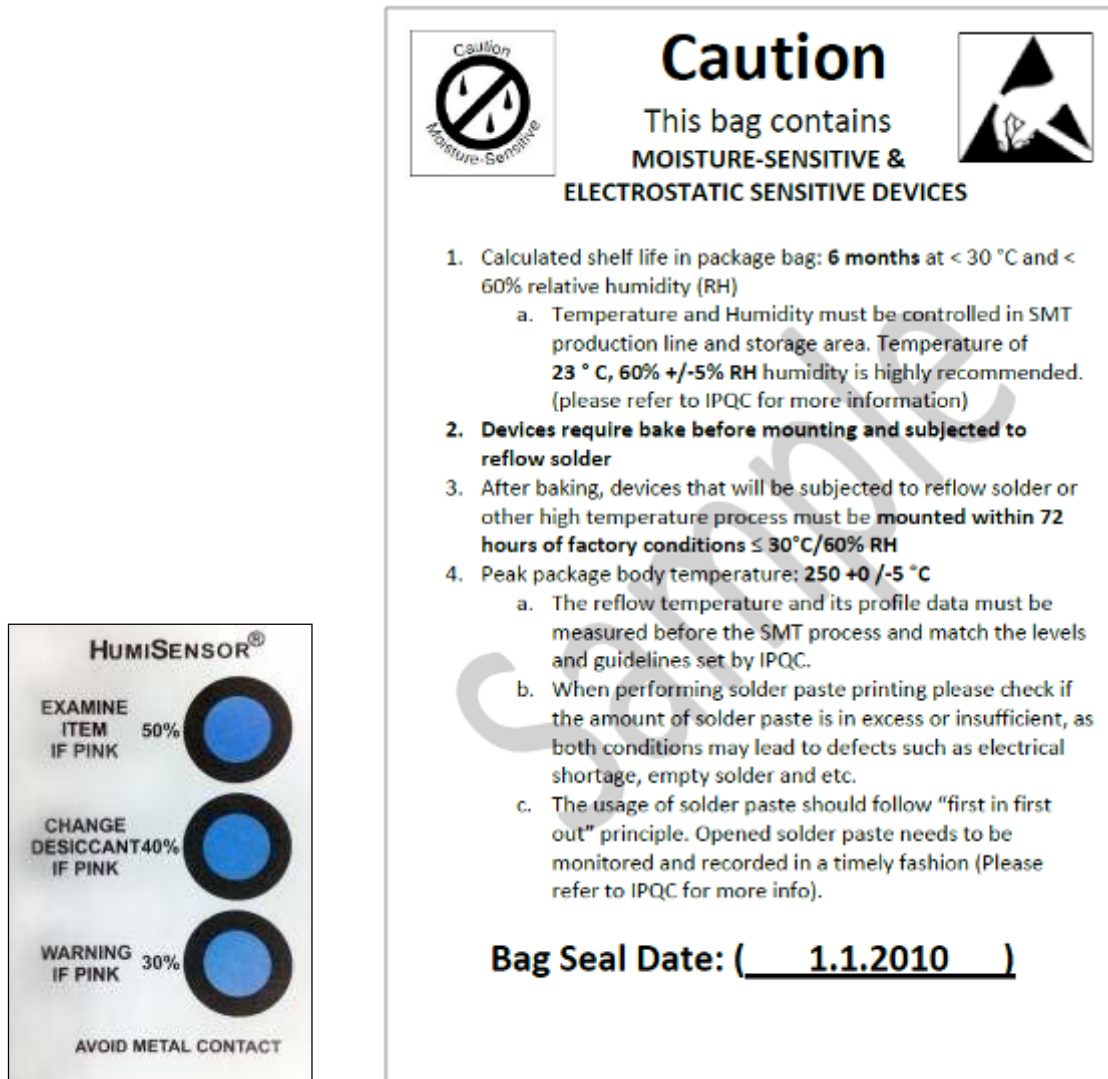 HUMISENSOR®
EXAMINE
ITEM 50%
IF PINK
CHANGE
DESICCANT 40%
IF PINK
WARNING 30%
IF PINK
AVOID METAL CONTACT
Caution
Moisture-Sensitive
Caution
This bag contains
MOISTURE-SENSITIVE &
ELECTROSTATIC SENSITIVE DEVICES
1. Calculated shelf life in package bag: 6 months at < 30 °C and <
60% relative humidity (RH)
a. Temperature and Humidity must be controlled in SMT
production line and storage area. Temperature of
23 ° C, 60% +/-5% RH humidity is highly recommended.
(please refer to IPQC for more information)
2. Devices require bake before mounting and subjected to
reflow solder
3. After baking, devices that will be subjected to reflow solder or
other high temperature process must be mounted within 72
hours of factory conditions ≤ 30°C/60% RH
4. Peak package body temperature: 250 +0 /-5 °C
a. The reflow temperature and its profile data must be
measured before the SMT process and match the levels
and guidelines set by IPQC.
b. When performing solder paste printing please check if
the amount of solder paste is in excess or insufficient, as
both conditions may lead to defects such as electrical
shortage, empty solder and etc.
c. The usage of solder paste should follow “first in first
out” principle. Opened solder paste needs to be
monitored and recorded in a timely fashion (Please
refer to IPQC for more info).
Bag Seal Date: ( 1.1.2010 )
Sample